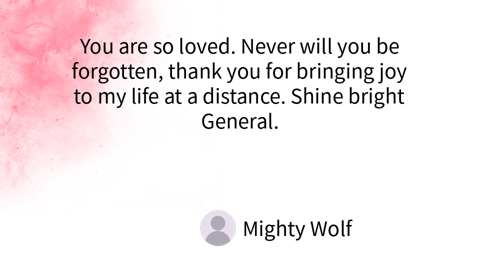 You are so loved. Never will you be
forgotten, thank you for bringing joy
to my life at a distance. Shine bright
General.
Mighty Wolf